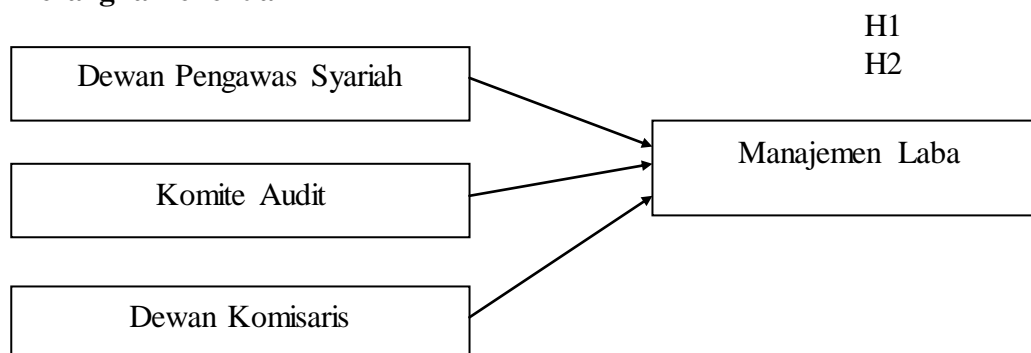 H1
Dewan Pengawas Syariah
H2
Manajemen Laba
Komite Audit
Dewan Komisaris